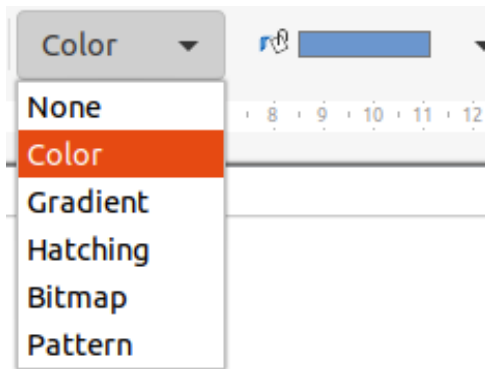 Color
None
8 9 10 11 12
Color
Gradient
Hatching
Bitmap
Pattern